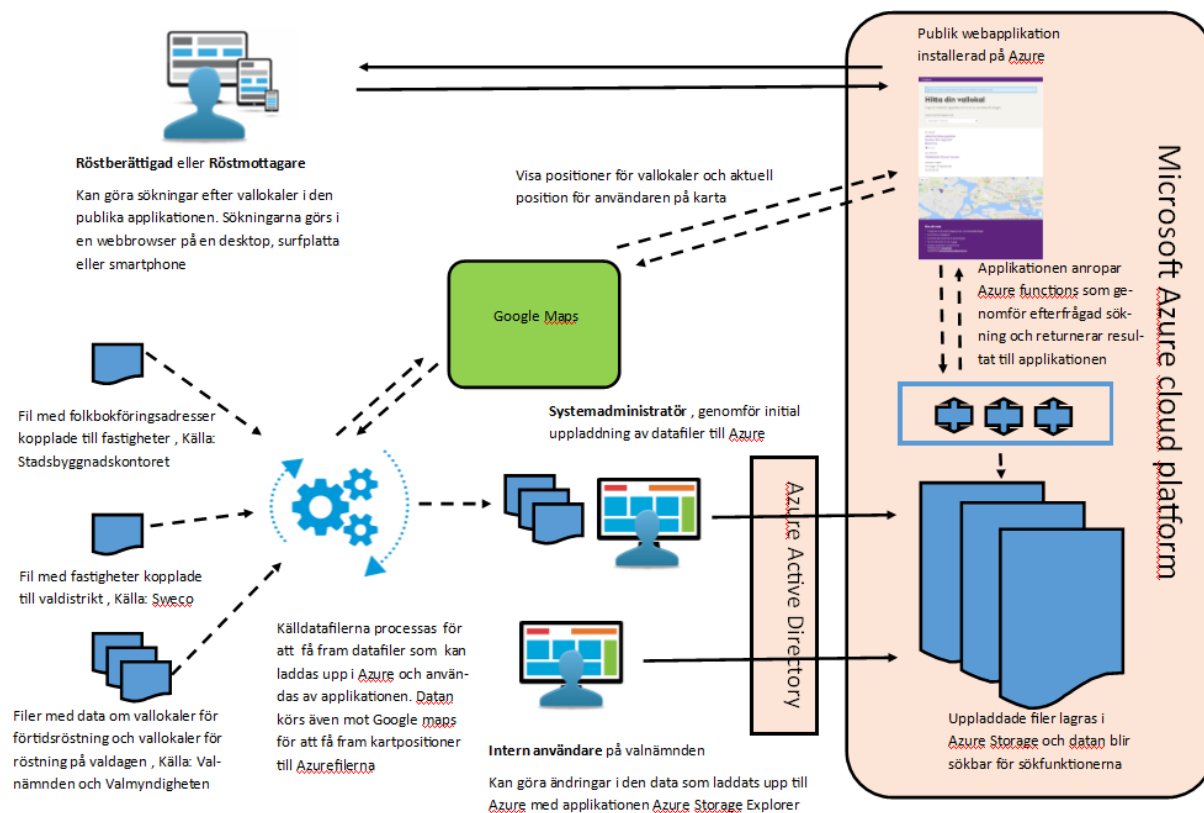 Publik webapplikation
installerad på Azure
Hitta din vallokal
Microsoft Azure cloud platform
Röstberättigad eller Röstmottagare
Kan göra sökningar efter vallokaler i den
publika applikationen. Sökningarna görs i
en webbrowser på en desktop, surfplatta
eller smartphone
Visa positioner för vallokaler och aktuell
position för användaren på karta
Applikationen anropar
Azure functions som ge-
nomför efterfrågad sök-
ning och returnerar resul-
tat till applikationen
Google Maps
Fil med folkbokföringsadresser
kopplade till fastigheter , Källa:
Stadsbyggnadskontoret
Systemadministratör , genomför initial
uppladdning av datafiler till Azure
Azure Active Directory
Fil med fastigheter kopplade
till valdistrikt , Källa: Sweco
Källdatafilerna processas för
att få fram datafiler som kan
laddas upp i Azure och använ-
das av applikationen. Datan
körs även mot Google maps
för att få fram kartpositioner
till Azurefilerna
Filer med data om vallokaler för
förtidsröstning och vallokaler för
röstning på valdagen , Källa: Val-
nämnden och Valmyndigheten
Intern användare på valnämnden
Kan göra ändringar i den data som laddats upp till
Azure med applikationen Azure Storage Explorer
Uppladdade filer lagras i
Azure Storage och datan blir
sökbar för sökfunktionerna